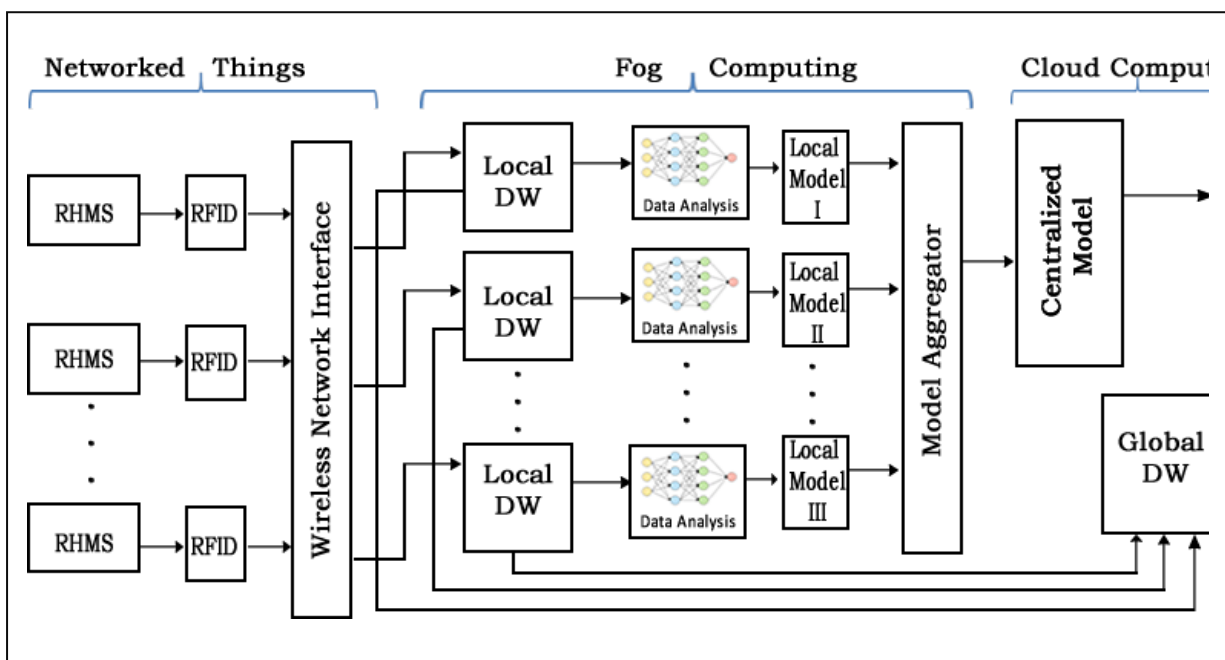 Networked Things
Fog Computing
Cloud Comput
RHMS
RFID
RHMS
RFID
RHMS
RFID
Wireless Network Interface
Local
DW
Data Analysis
Local
Model
I
Local
DW
Data Analysis
Local
Model
II
Local
DW
Data Analysis
Local
Model
III
Model Aggregator
Centralized
Model
Global
DW